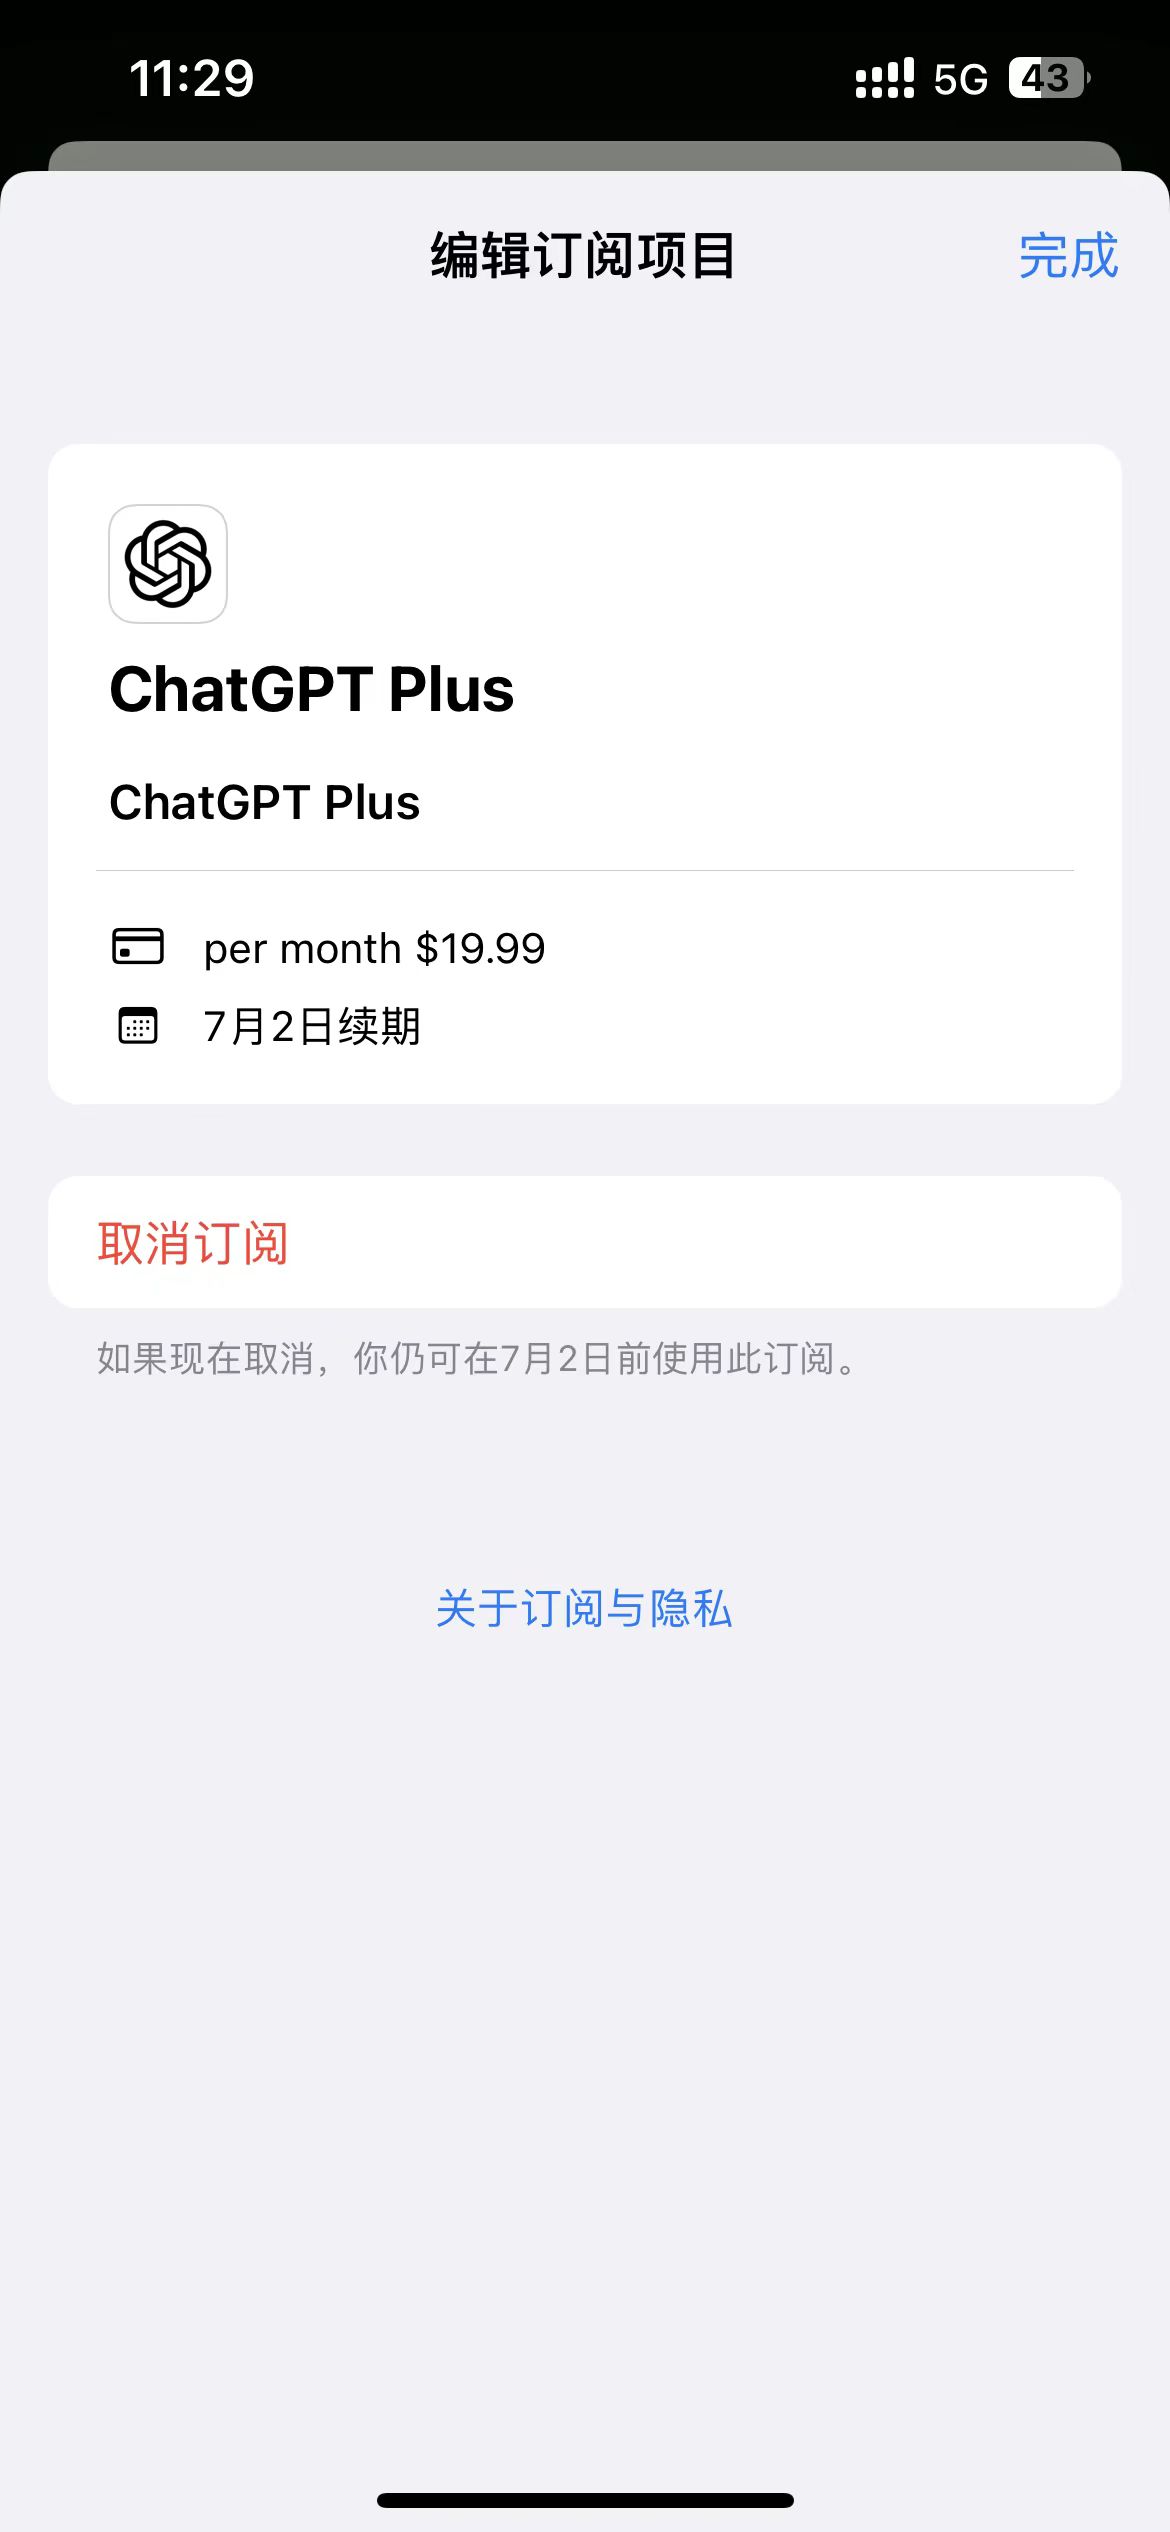 11:29
5G
43
编辑订阅项目
完成
ChatGPT Plus
ChatGPT Plus
per month $19.99
7月2日续期
取消订阅
如果现在取消，你仍可在7月2日前使用此订阅。
关于订阅与隐私